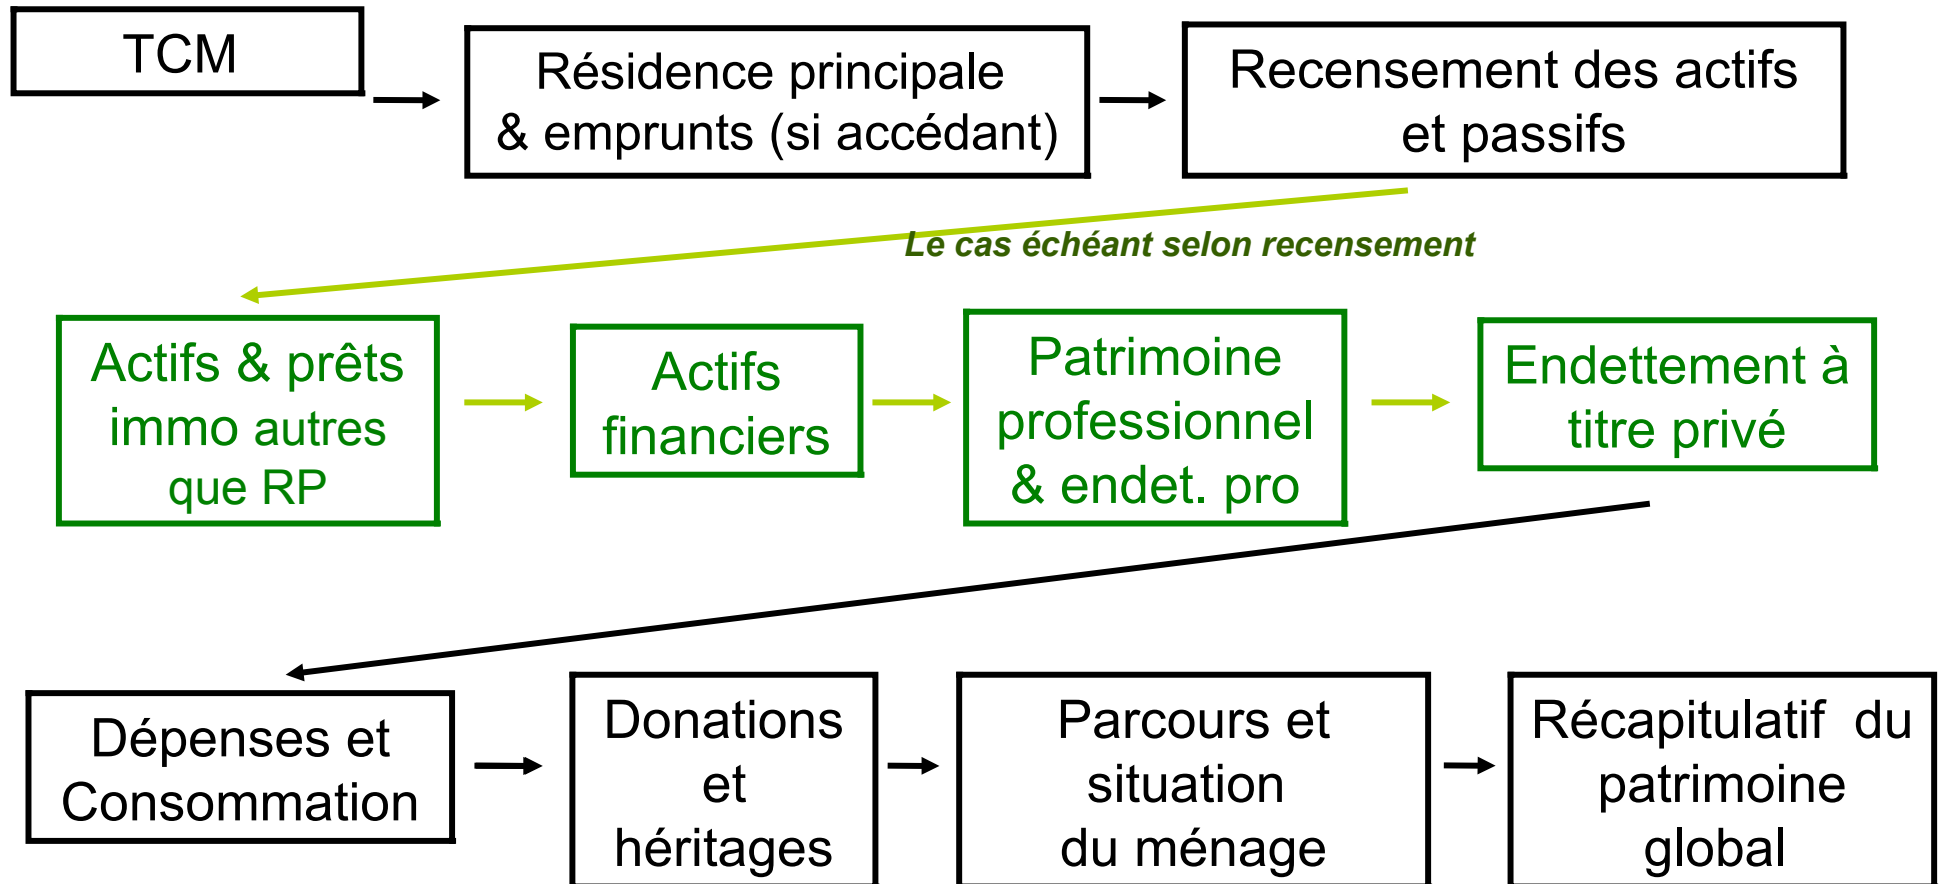 TCM
Résidence principale
& emprunts (si accédant)
Recensement des actifs
et passifs
Le cas échéant selon recensement
Actifs & prêts
immo autres
que RP
Actifs
financiers
Patrimoine
professionnel
& endet. pro
Endettement à
titre privé
Dépenses et
Consommation
Donations
et
héritages
Parcours et
situation
du ménage
Récapitulatif du
patrimoine
global